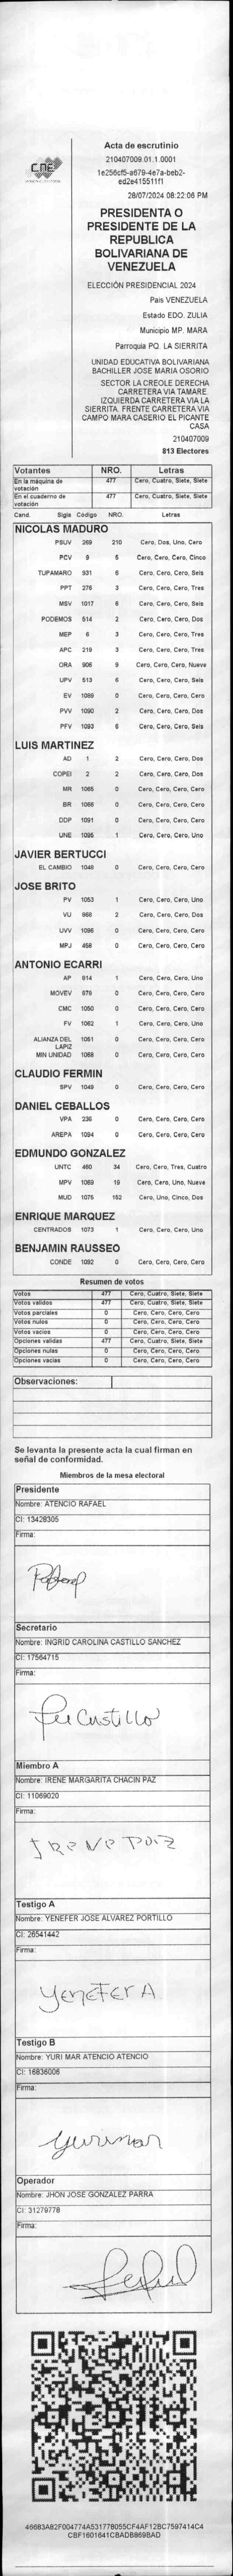 CNE
Acta de escrutinio
210407009.01.1.0001
1e256cf5-a679-4e7a-beb2-
ed2e415511f1
28/07/2024 08:22:06 PM
PRESIDENTA O
PRESIDENTE DE LA
REPUBLICA
BOLIVARIANA DE
VENEZUELA
ELECCIÓN PRESIDENCIAL 2024
Pais VENEZUELA
Estado EDO. ZULIA
Municipio MP. MARA
Parroquia PQ. LA SIERRITA
UNIDAD EDUCATIVA BOLIVARIANA
BACHILLER JOSE MARIA OSORIO
SECTOR LA CREOLE DERECHA
CARRETERA VIA TAMARE.
IZQUIERDA CARRETERA VIA LA
SIERRITA. FRENTE CARRETERA VIA
CAMPO MARA CASERIO EL PICANTE
CASA
210407009
813 Electores
Votantes NRO. Letras
En la máquina de votación 477 Cero, Cuatro, Siete, Siete
En el cuaderno de votación 477 Cero, Cuatro, Siete, Siete
Cand. Sigla Código NRO. Letras
NICOLAS MADURO
PSUV 269 210 Cero, Dos, Uno, Cero
PCV 9 5 Cero, Cero, Cero, Cinco
TUPAMARO 931 6 Cero, Cero, Cero, Seis
PPT 276 3 Cero, Cero, Cero, Tres
MSV 1017 6 Cero, Cero, Cero, Seis
PODEMOS 514 2 Cero, Cero, Cero, Dos
MEP 6 3 Cero, Cero, Cero, Tres
APC 219 3 Cero, Cero, Cero, Tres
ORA 906 9 Cero, Cero, Cero, Nueve
UPV 513 6 Cero, Cero, Cero, Seis
EV 1089 0 Cero, Cero, Cero, Cero
PVV 1090 2 Cero, Cero, Cero, Dos
PFV 1093 6 Cero, Cero, Cero, Seis
LUIS MARTINEZ
AD 1 2 Cero, Cero, Cero, Dos
COPEI 2 2 Cero, Cero, Cero, Dos
MR 1065 0 Cero, Cero, Cero, Cero
BR 1066 0 Cero, Cero, Cero, Cero
DDP 1091 0 Cero, Cero, Cero, Cero
UNE 1095 1 Cero, Cero, Cero, Uno
JAVIER BERTUCCI
EL CAMBIO 1048 0 Cero, Cero, Cero, Cero
JOSE BRITO
PV 1053 1 Cero, Cero, Cero, Uno
VU 868 2 Cero, Cero, Cero, Dos
UVV 1096 0 Cero, Cero, Cero, Cero
MPJ 458 0 Cero, Cero, Cero, Cero
ANTONIO ECARRI
AP 814 1 Cero, Cero, Cero, Uno
MOVEV 979 0 Cero, Cero, Cero, Cero
CMC 1050 0 Cero, Cero, Cero, Cero
FV 1062 1 Cero, Cero, Cero, Uno
ALIANZA DEL LAPIZ 1051 0 Cero, Cero, Cero, Cero
MIN UNIDAD 1068 0 Cero, Cero, Cero, Cero
CLAUDIO FERMIN
SPV 1049 0 Cero, Cero, Cero, Cero
DANIEL CEBALLOS
VPA 236 0 Cero, Cero, Cero, Cero
AREPA 1094 0 Cero, Cero, Cero, Cero
EDMUNDO GONZALEZ
UNTC 460 34 Cero, Cero, Tres, Cuatro
MPV 1069 19 Cero, Cero, Uno, Nueve
MUD 1075 152 Cero, Uno, Cinco, Dos
ENRIQUE MARQUEZ
CENTRADOS 1073 1 Cero, Cero, Cero, Uno
BENJAMIN RAUSSEO
CONDE 1092 0 Cero, Cero, Cero, Cero
Resumen de votos
Votos 477 Cero, Cuatro, Siete, Siete
Votos validos 477 Cero, Cuatro, Siete, Siete
Votos parciales 0 Cero, Cero, Cero, Cero
Votos nulos 0 Cero, Cero, Cero, Cero
Votos vacios 0 Cero, Cero, Cero, Cero
Opciones validas 477 Cero, Cuatro, Siete, Siete
Opciones nulas 0 Cero, Cero, Cero, Cero
Opciones vacias 0 Cero, Cero, Cero, Cero
Observaciones:
Se levanta la presente acta la cual firman en
señal de conformidad.
Miembros de la mesa electoral
Presidente
Nombre: ATENCIO RAFAEL
CI: 13428305
Firma:
Rafael
Secretario
Nombre: INGRID CAROLINA CASTILLO SANCHEZ
CI: 17564715
Firma:
Castillo
Miembro A
Nombre: IRENE MARGARITA CHACIN PAZ
CI: 11069020
Firma:
IReNe Paiz
Testigo A
Nombre: YENEFER JOSE ALVAREZ PORTILLO
CI: 26541442
Firma:
YeneFer A
Testigo B
Nombre: YURI MAR ATENCIO ATENCIO
CI: 16836006
Firma:
yurimar
Operador
Nombre: JHON JOSE GONZALEZ PARRA
CI: 31279778
Firma:
46683A82F004774A531778055CF4AF12BC7597414C4
CBF1601641CBADB869BAD